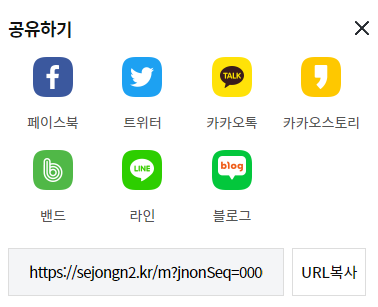 공유하기
TALK
페이스북 트위터 카카오톡 카카오스토리
LINE blog
밴드 라인 블로그
https://sejongn2.kr/m?jnonSeq=000 URL복사